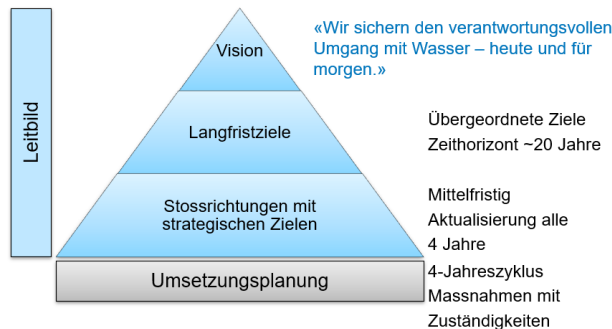 Leitbild
Vision
«Wir sichern den verantwortungsvollen
Umgang mit Wasser – heute und für
morgen.»
Langfristziele
Übergeordnete Ziele
Zeithorizont ~20 Jahre
Stossrichtungen mit
strategischen Zielen
Mittelfristig
Aktualisierung alle
4 Jahre
Umsetzungsplanung
4-Jahreszyklus
Massnahmen mit
Zuständigkeiten